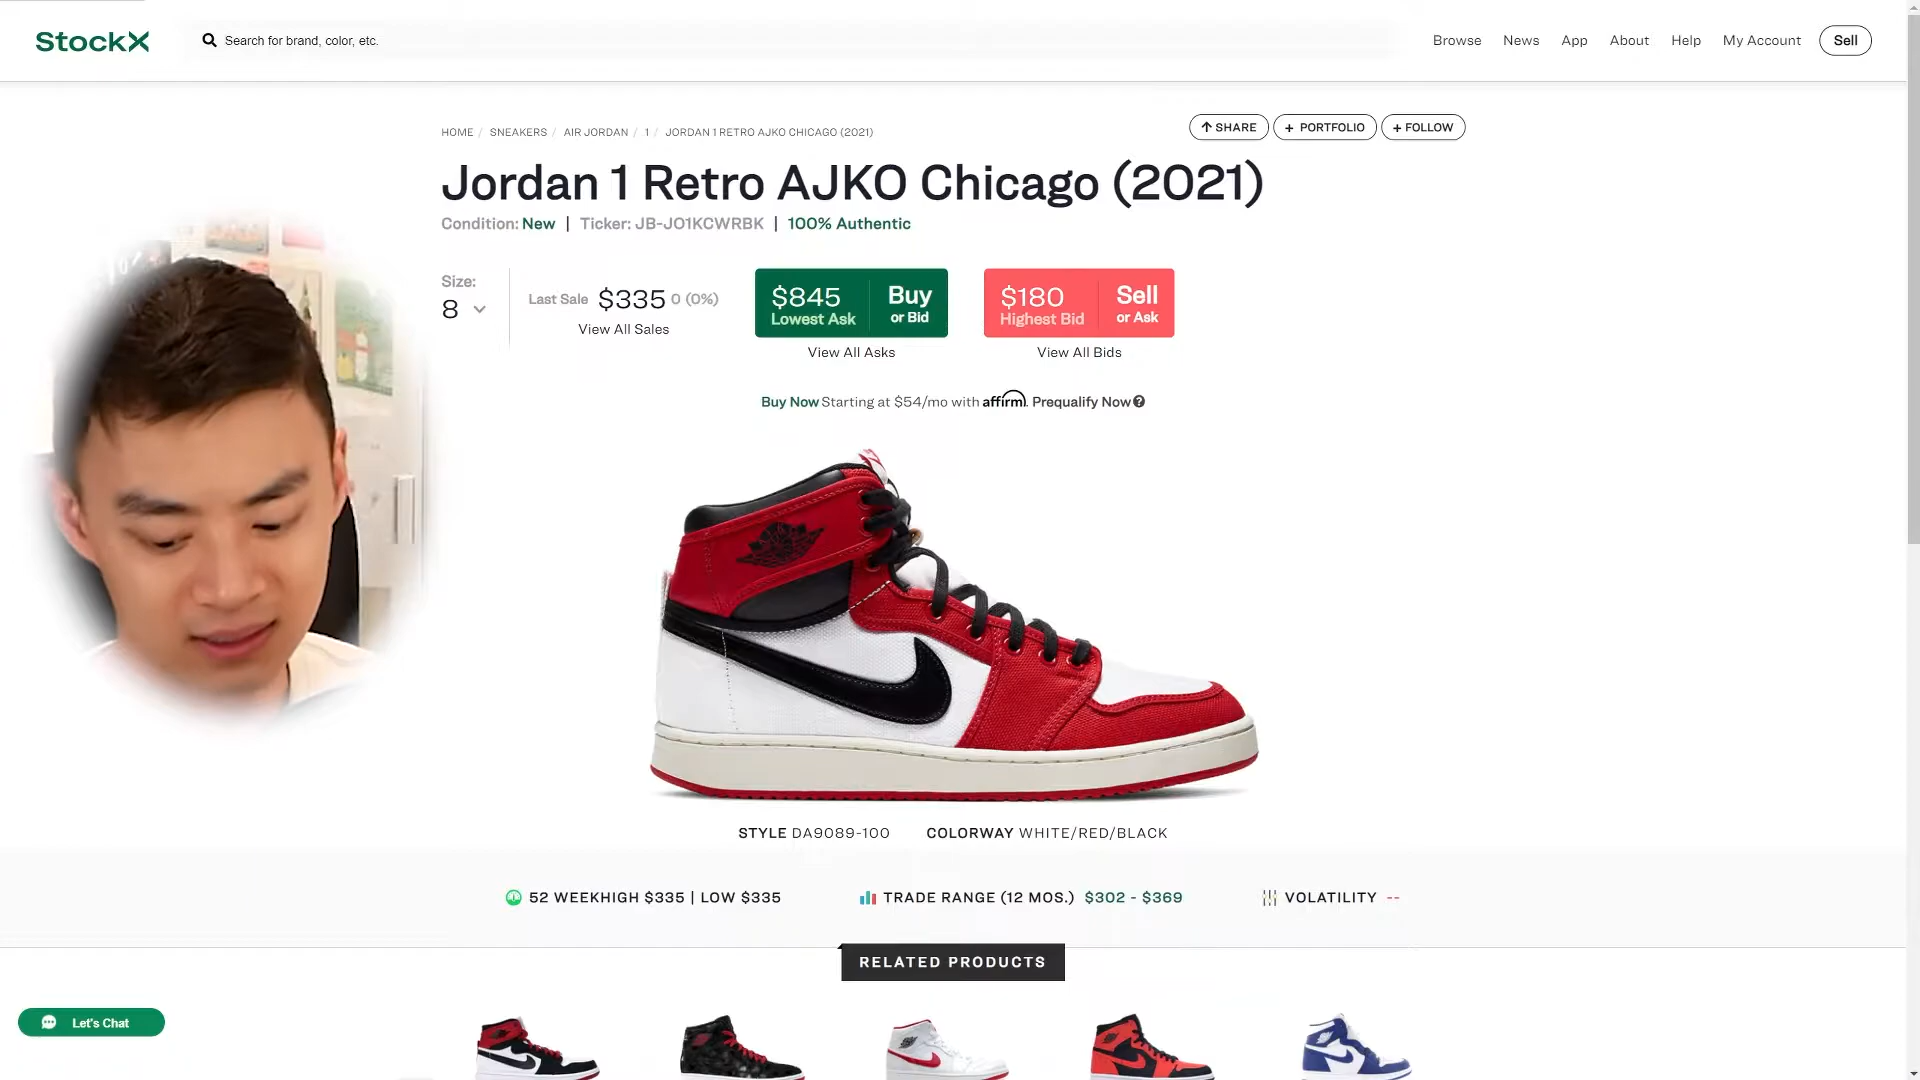 StockX
Search for brand, color, etc.
Browse News App About Help My Account Sell
HOME / SNEAKERS / AIR JORDAN / 1 / JORDAN 1 RETRO AJKO CHICAGO (2021)
SHARE + PORTFOLIO + FOLLOW
Jordan 1 Retro AJKO Chicago (2021)
Condition: New | Ticker: JB-JO1KCWRBK | 100% Authentic
Size:
8
Last Sale $335 0 (0%)
View All Sales
$845 Buy
Lowest Ask or Bid
View All Asks
$180 Sell
Highest Bid or Ask
View All Bids
Buy Now Starting at $54/mo with affirm. Prequalify Now
STYLE DA9089-100 COLORWAY WHITE/RED/BLACK
52 WEEKHIGH $335 | LOW $335 TRADE RANGE (12 MOS.) $302 - $369 VOLATILITY --
RELATED PRODUCTS
Let's Chat